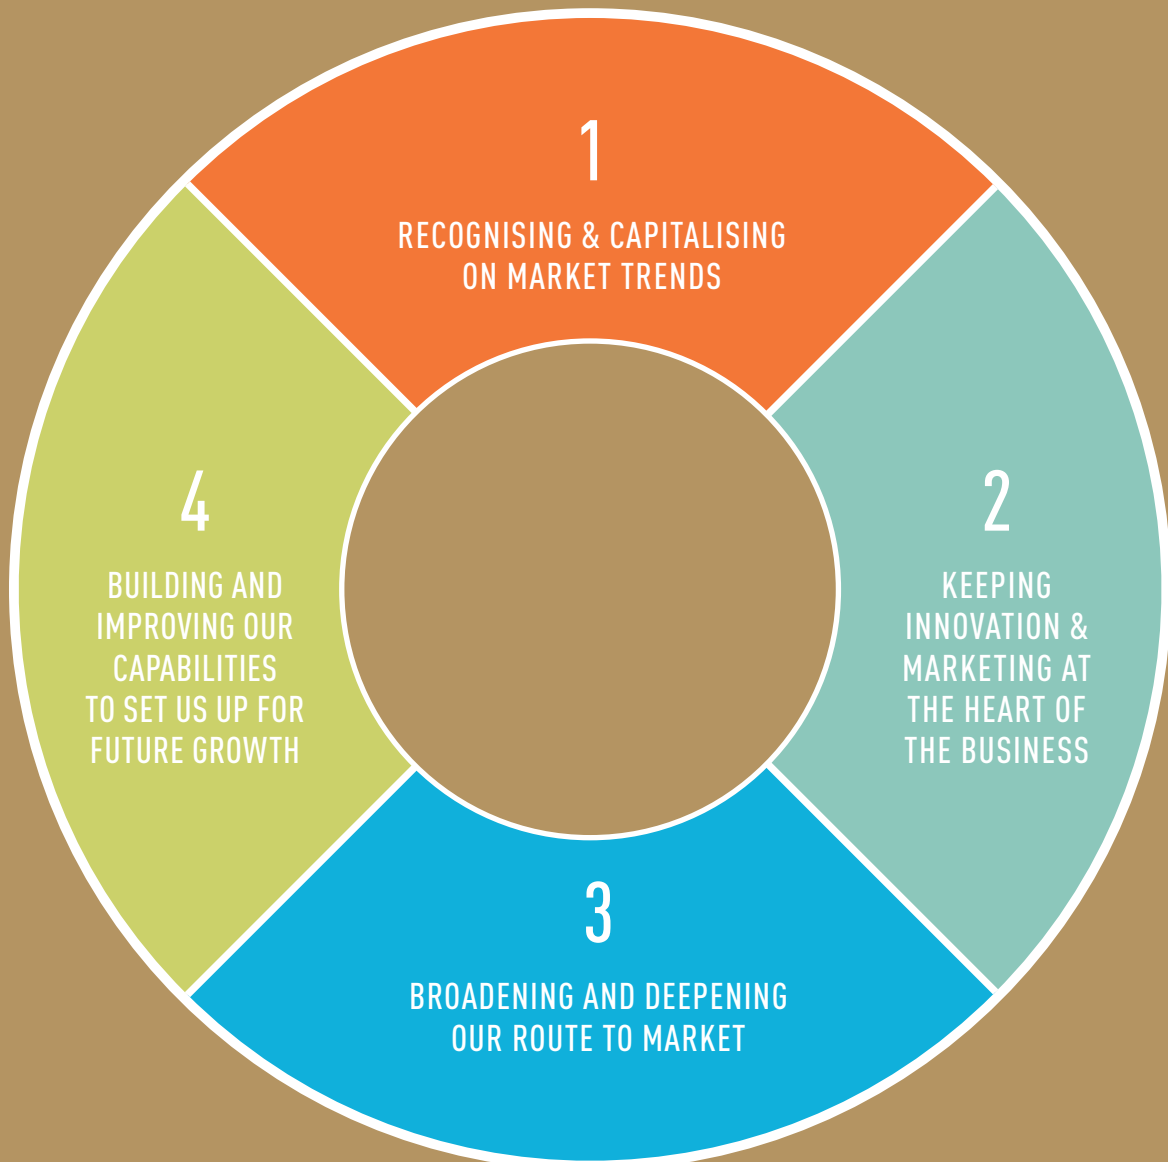 1
RECOGNISING & CAPITALISING
ON MARKET TRENDS
2
KEEPING
INNOVATION &
MARKETING AT
THE HEART OF
THE BUSINESS
3
BROADENING AND DEEPENING
OUR ROUTE TO MARKET
4
BUILDING AND
IMPROVING OUR
CAPABILITIES
TO SET US UP FOR
FUTURE GROWTH